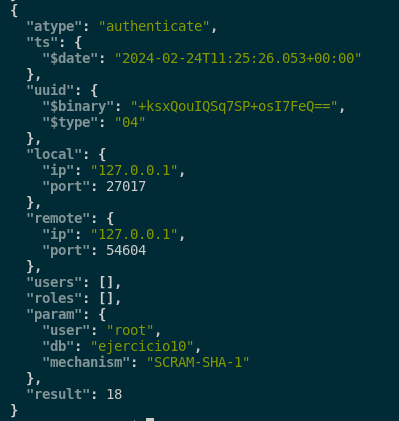 {
  "atype": "authenticate",
  "ts": {
    "$date": "2024-02-24T11:25:26.053+00:00"
  },
  "uuid": {
    "$binary": "+ksxQouIQSq7SP+osI7FeQ==",
    "$type": "04"
  },
  "local": {
    "ip": "127.0.0.1",
    "port": 27017
  },
  "remote": {
    "ip": "127.0.0.1",
    "port": 54604
  },
  "users": [],
  "roles": [],
  "param": {
    "user": "root",
    "db": "ejercicio10",
    "mechanism": "SCRAM-SHA-1"
  },
  "result": 18
}